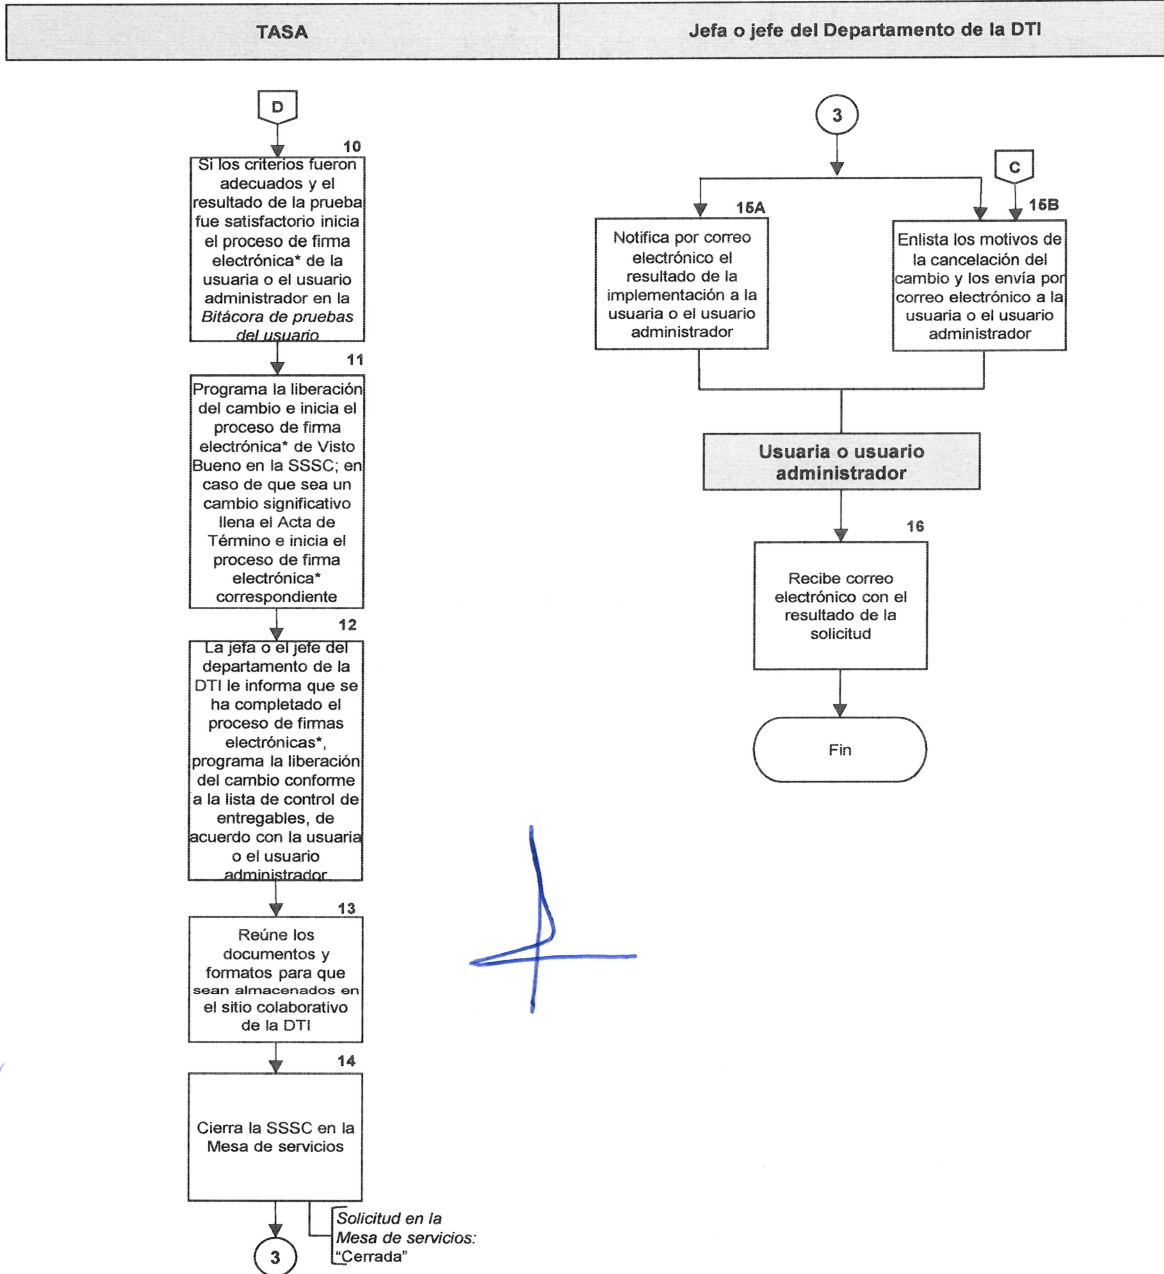 TASA
Jefa o jefe del Departamento de la DTI
D
10
Si los criterios fueron
adecuados y el
resultado de la prueba
fue satisfactorio inicia
el proceso de firma
electrónica* de la
usuaria o el usuario
administrador en la
Bitácora de pruebas
del usuario
11
Programa la liberación
del cambio e inicia el
proceso de firma
electrónica* de Visto
Bueno en la SSSC; en
caso de que sea un
cambio significativo
llena el Acta de
Término e inicia el
proceso de firma
electrónica*
correspondiente
12
La jefa o el jefe del
departamento de la
DTI le informa que se
ha completado el
proceso de firmas
electrónicas*,
programa la liberación
del cambio conforme
a la lista de control de
entregables, de
acuerdo con la usuaria
o el usuario
administrador
13
Reúne los
documentos y
formatos para que
sean almacenados en
el sitio colaborativo
de la DTI
14
Cierra la SSSC en la
Mesa de servicios
Solicitud en la
Mesa de servicios:
"Cerrada"
3
3
C
15A
Notifica por correo
electrónico el
resultado de la
implementación a la
usuaria o el usuario
administrador
15B
Enlista los motivos de
la cancelación del
cambio y los envía por
correo electrónico a la
usuaria o el usuario
administrador
Usuaria o usuario
administrador
16
Recibe correo
electrónico con el
resultado de la
solicitud
Fin